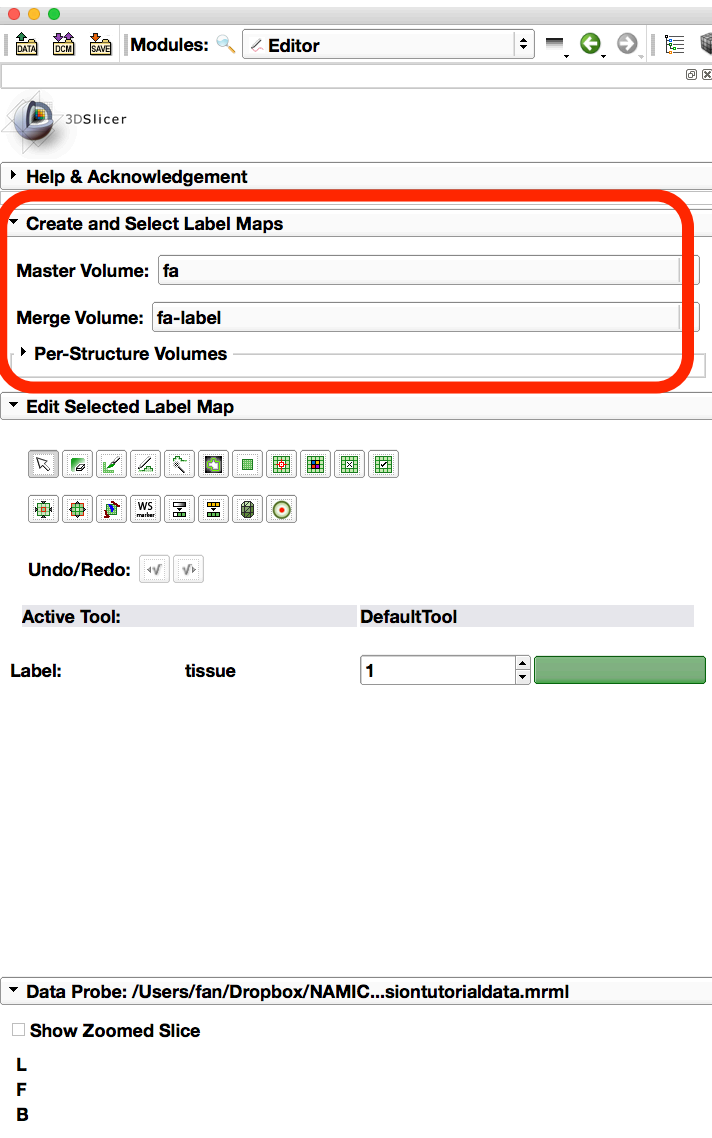 DATA DCM SAVE Modules: Editor
3DSlicer
Help & Acknowledgement
Create and Select Label Maps
Master Volume: fa
Merge Volume: fa-label
Per-Structure Volumes
Edit Selected Label Map
WS
marker
Undo/Redo:
Active Tool: DefaultTool
Label: tissue 1
Data Probe: /Users/fan/Dropbox/NAMIC...siontutorialdata.mrml
Show Zoomed Slice
L
F
B